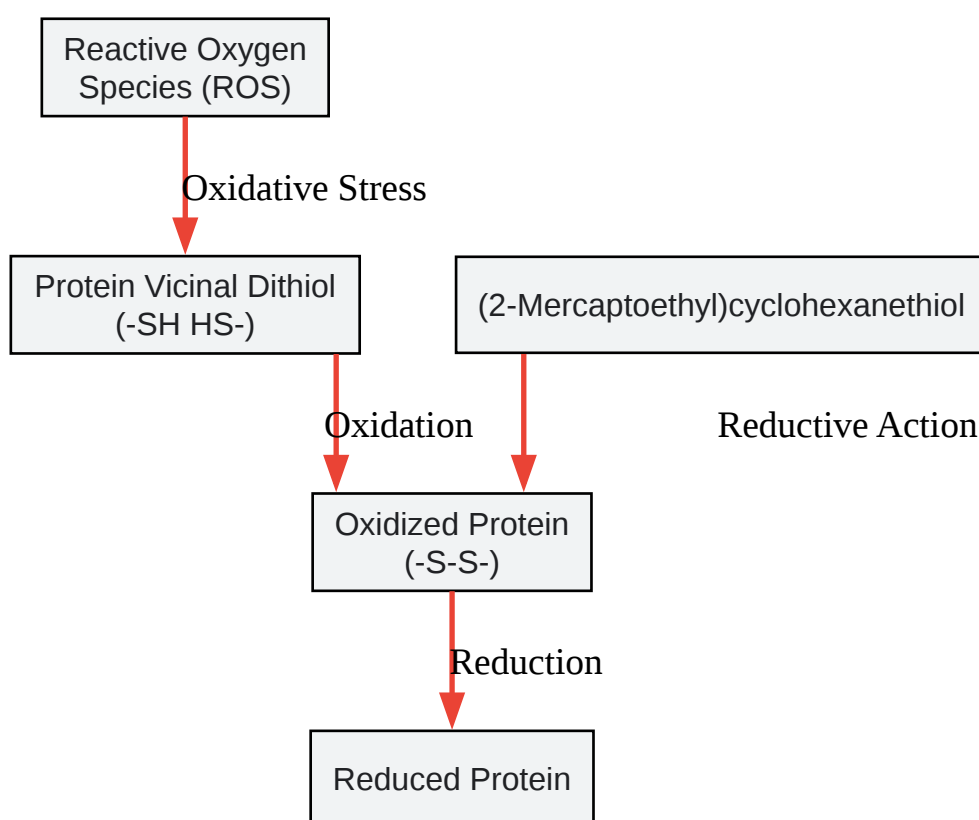 Reactive Oxygen
Species (ROS)
Oxidative Stress
Protein Vicinal Dithiol
(-SH HS-)
(2-Mercaptoethyl)cyclohexanethiol
Oxidation
Reductive Action
Oxidized Protein
(-S-S-)
Reduction
Reduced Protein